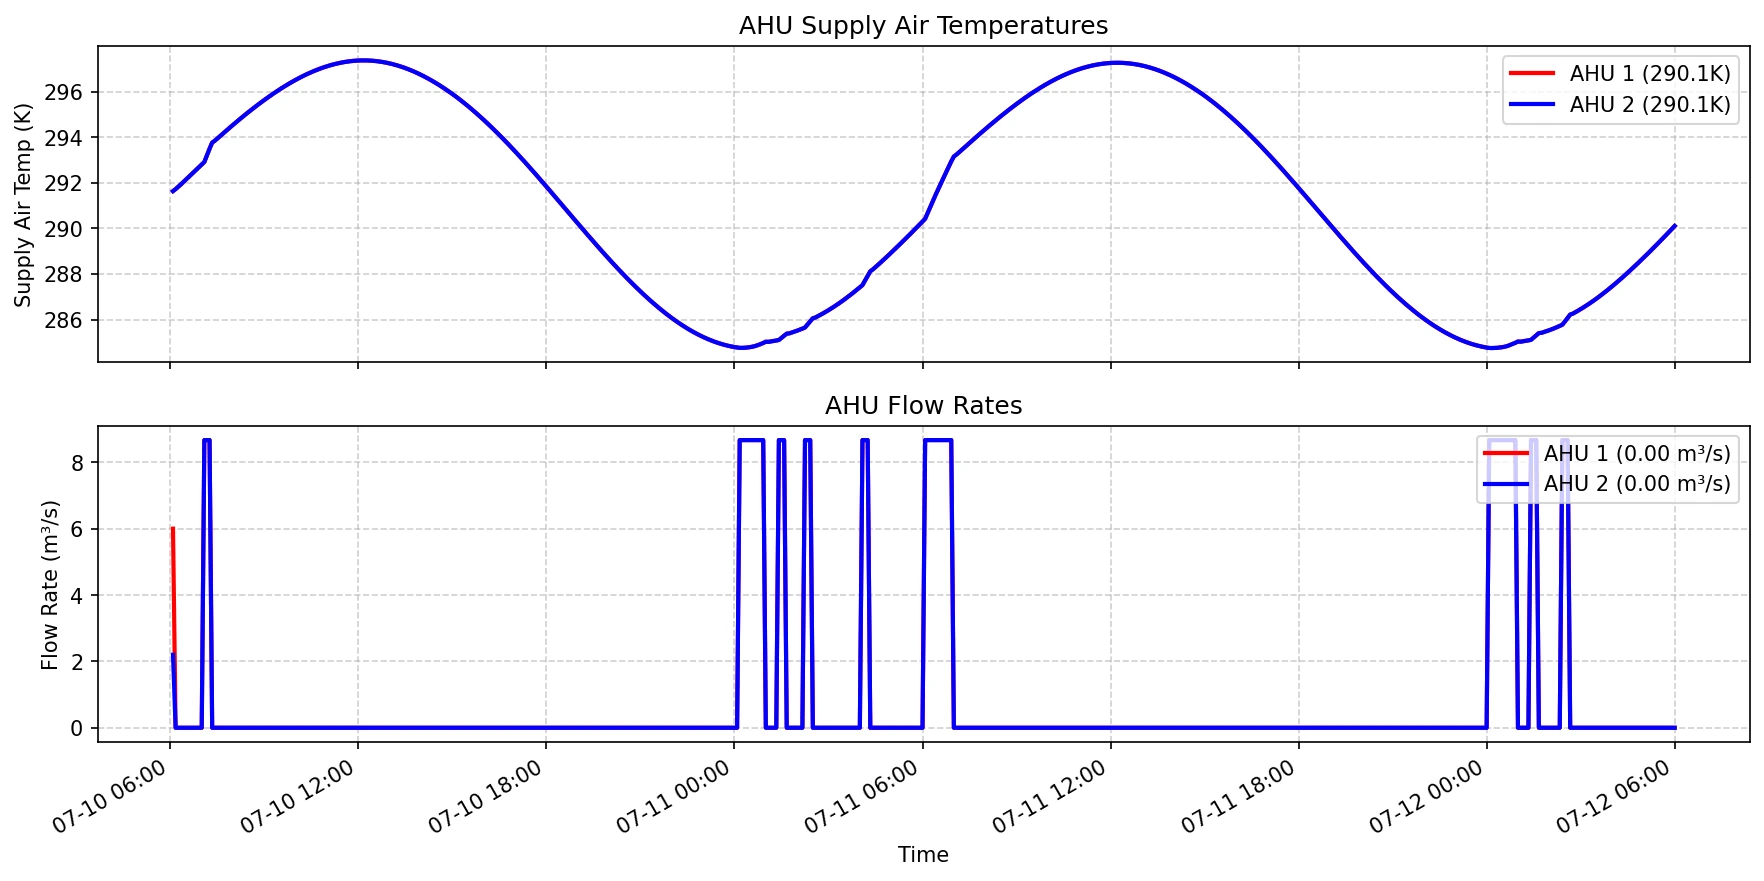 AHU Supply Air Temperatures
Supply Air Temp (K)
296
294
292
290
288
286
AHU 1 (290.1K)
AHU 2 (290.1K)
AHU Flow Rates
Flow Rate (m³/s)
8
6
4
2
0
AHU 1 (0.00 m³/s)
AHU 2 (0.00 m³/s)
07-10 06:00
07-10 12:00
07-10 18:00
07-11 00:00
07-11 06:00
07-11 12:00
07-11 18:00
07-12 00:00
07-12 06:00
Time